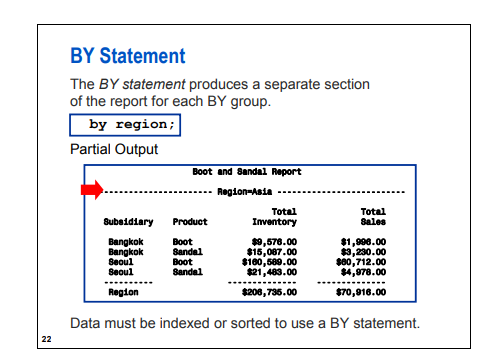 BY Statement
The BY statement produces a separate section
of the report for each BY group.
by region;
Partial Output
Boot and Sandal Report
---------------------- Region=Asia --------------------------
Total Total
Subsidiary Product Inventory Sales
Bangkok Boot $9,576.00 $1,996.00
Bangkok Sandal $15,087.00 $3,230.00
Seoul Boot $160,589.00 $60,712.00
Seoul Sandal $21,483.00 $4,978.00
---------- -------------- --------------
Region $206,735.00 $70,916.00
Data must be indexed or sorted to use a BY statement.
22